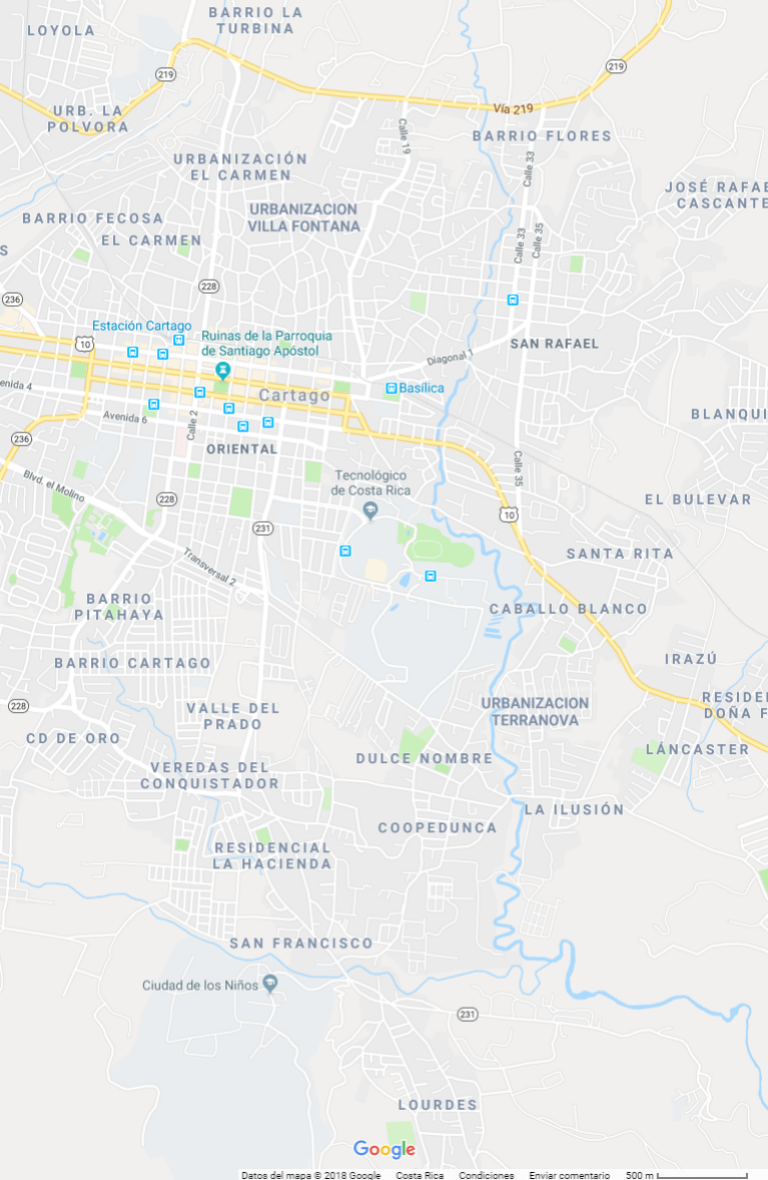 BARRIO LA
TURBINA
LOYOLA
219
219
URB. LA
POLVORA
Vía 219
Calle 19
BARRIO FLORES
URBANIZACIÓN
EL CARMEN
Calle 33
URBANIZACION
VILLA FONTANA
JOSÉ RAFAE
CASCANTE
BARRIO FECOSA
EL CARMEN
S
Calle 33
Calle 35
228
236
Estación Cartago
Ruinas de la Parroquia
de Santiago Apóstol
10
SAN RAFAEL
Diagonal 1
enida 4
Cartago
Basílica
Avenida 6
Calle 2
BLANQUI
236
ORIENTAL
Calle 35
Tecnológico
de Costa Rica
Blvd. el Molino
228
EL BULEVAR
10
231
Transversal 2
SANTA RITA
BARRIO
PITAHAYA
CABALLO BLANCO
BARRIO CARTAGO
IRAZÚ
228
VALLE DEL
PRADO
URBANIZACION
TERRANOVA
RESIDE
DOÑA F
CD DE ORO
LÁNCASTER
DULCE NOMBRE
VEREDAS DEL
CONQUISTADOR
LA ILUSIÓN
COOPEDUNCA
RESIDENCIAL
LA HACIENDA
SAN FRANCISCO
Ciudad de los Niños
231
LOURDES
Google
Datos del mapa © 2018 Google Costa Rica Condiciones Enviar comentario 500 m